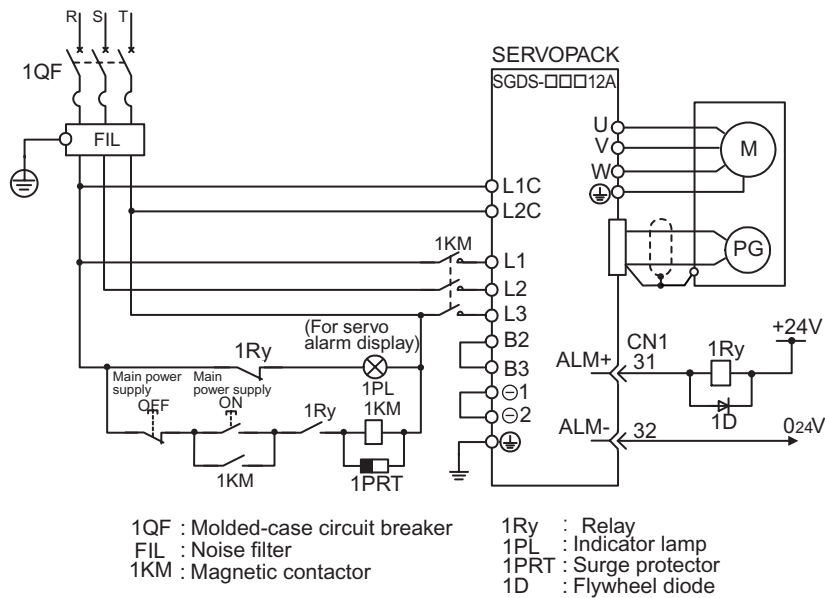 R S T
1QF
FIL
SERVOPACK
SGDS-□□□12A
U
V
W
M
L1C
L2C
PG
1KM
L1
L2
L3
(For servo
alarm display)
1Ry
1PL
B2
B3
⊖1
⊖2
Main power
supply
OFF
Main
power supply
ON
1Ry
1KM
1KM
1PRT
CN1
ALM+
31
1Ry
+24V
1D
ALM-
32
024V
1QF : Molded-case circuit breaker
FIL : Noise filter
1KM : Magnetic contactor
1Ry : Relay
1PL : Indicator lamp
1PRT : Surge protector
1D : Flywheel diode